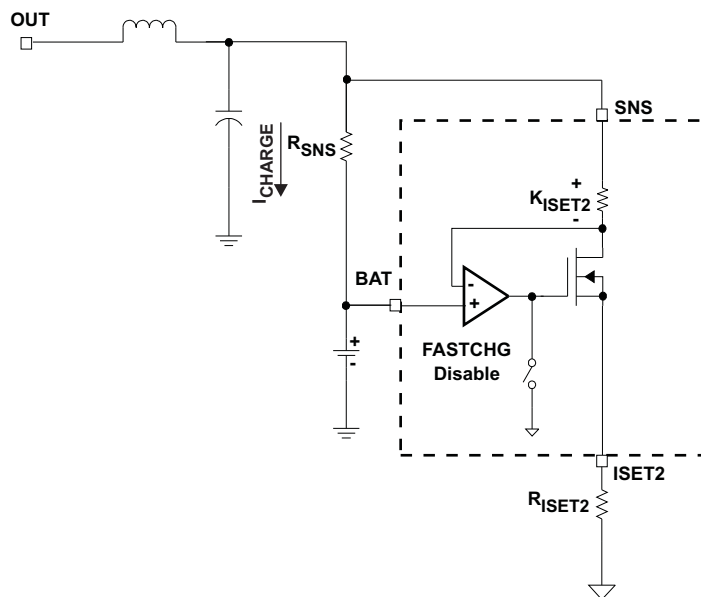 OUT
SNS
ICHARGE
RSNS
+
KISET2
-
BAT
-
+
+
-
FASTCHG
Disable
ISET2
RISET2